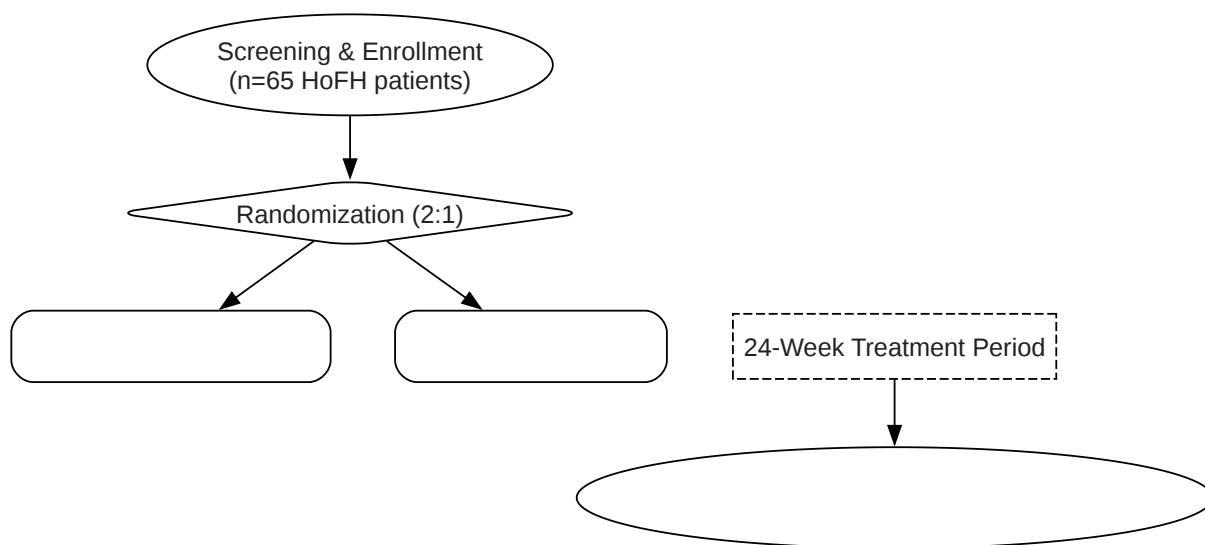 Screening & Enrollment
(n=65 HoFH patients)
Randomization (2:1)
24-Week Treatment Period